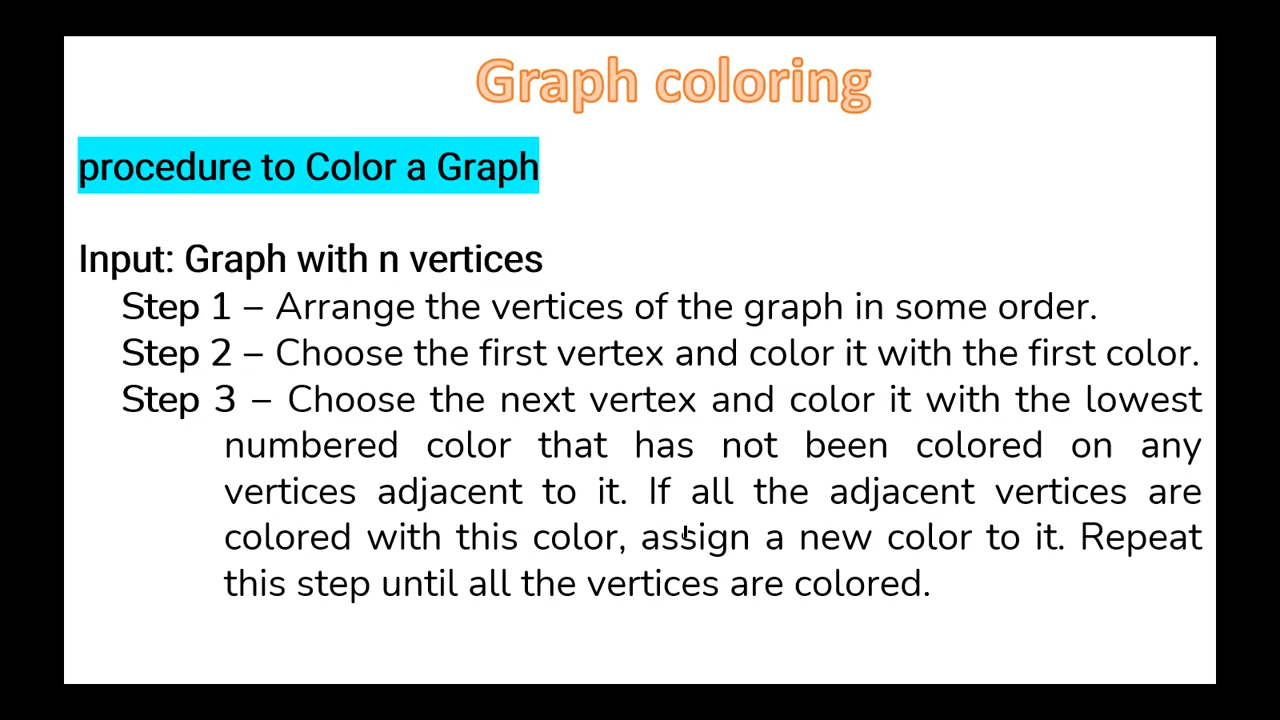 Graph coloring
procedure to Color a Graph
Input: Graph with n vertices
Step 1 – Arrange the vertices of the graph in some order.
Step 2 – Choose the first vertex and color it with the first color.
Step 3 – Choose the next vertex and color it with the lowest
numbered color that has not been colored on any
vertices adjacent to it. If all the adjacent vertices are
colored with this color, assign a new color to it. Repeat
this step until all the vertices are colored.